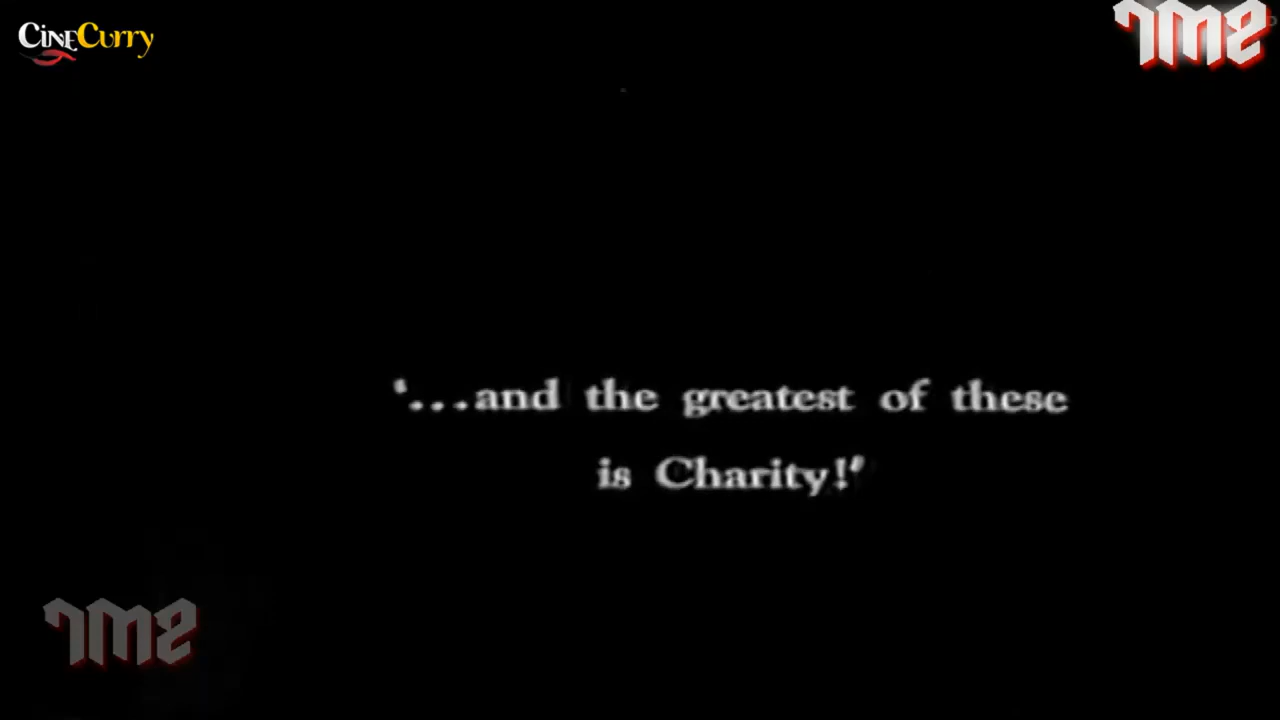 CineCurry
'...and the greatest of these
is Charity!'